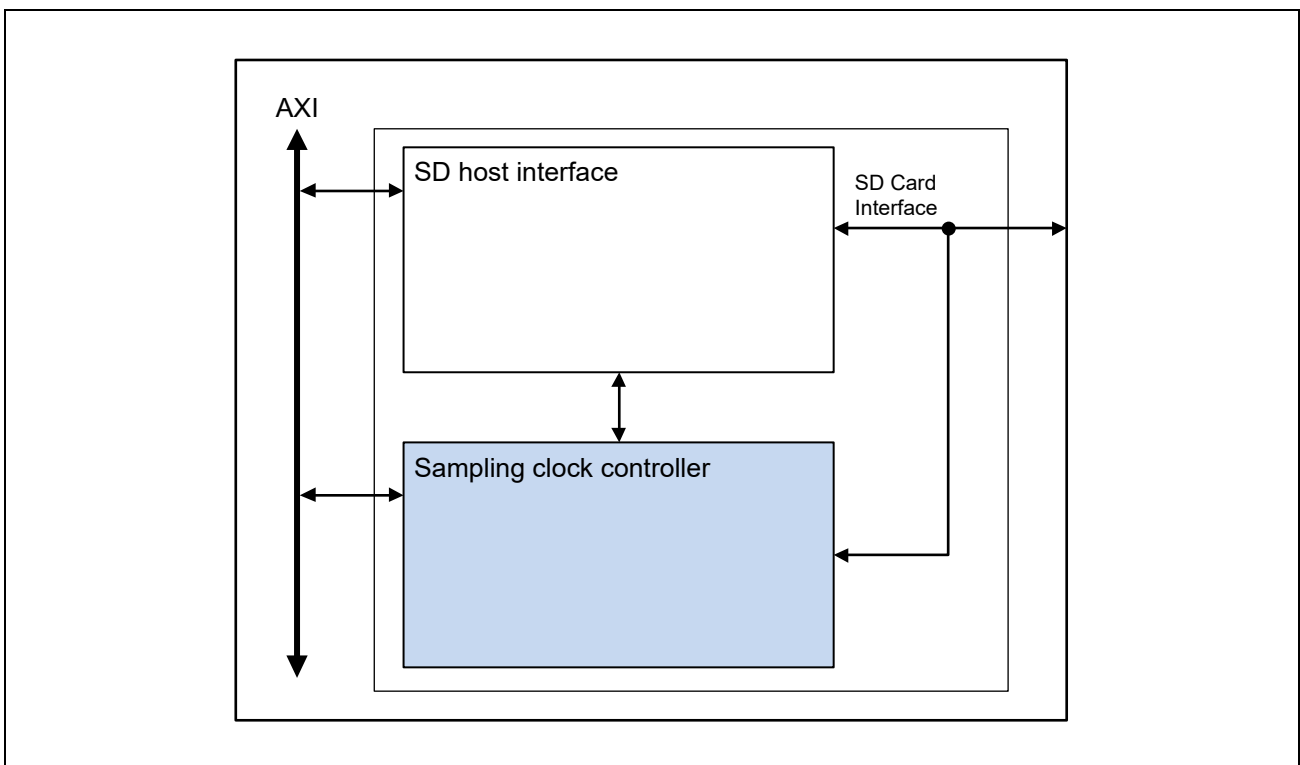 AXI
SD host interface
SD Card
Interface
Sampling clock controller